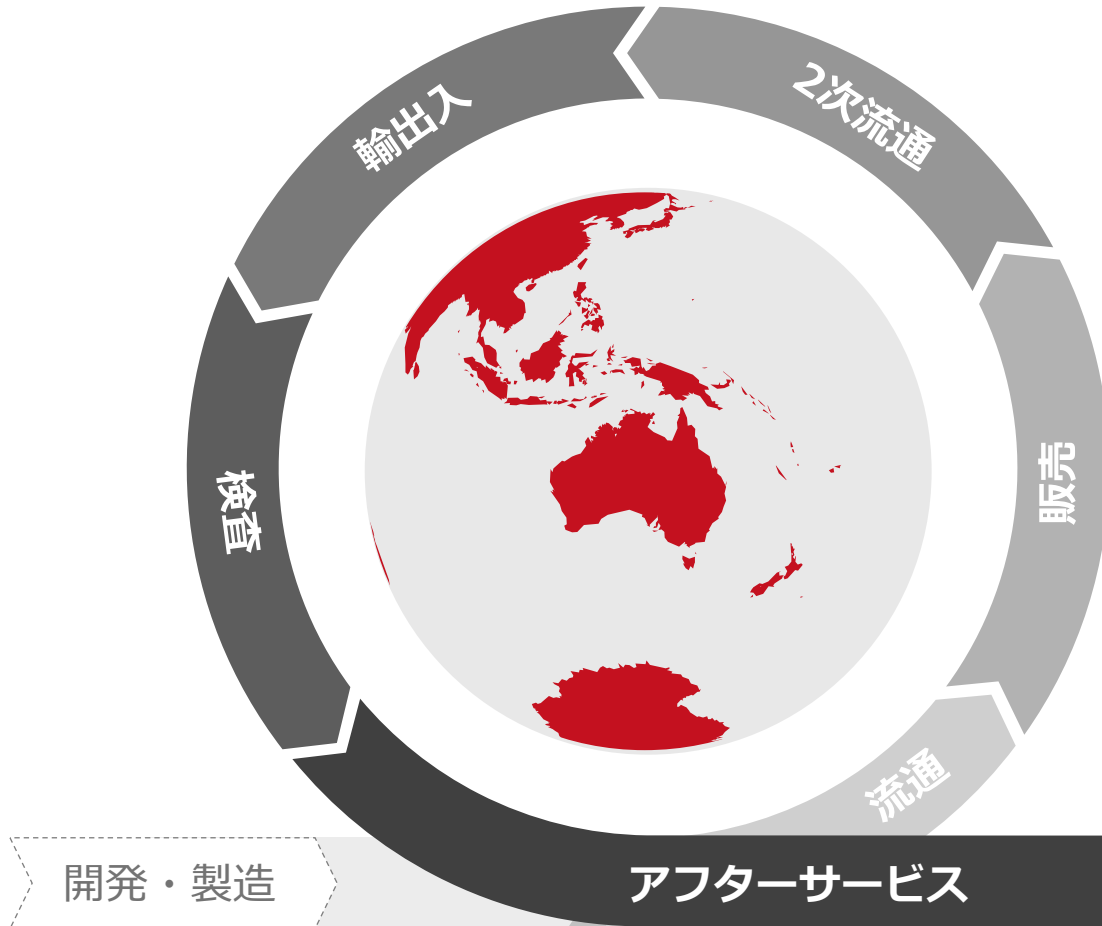 2次流通
輸出入
販売
検査
流通
開発・製造
アフターサービス